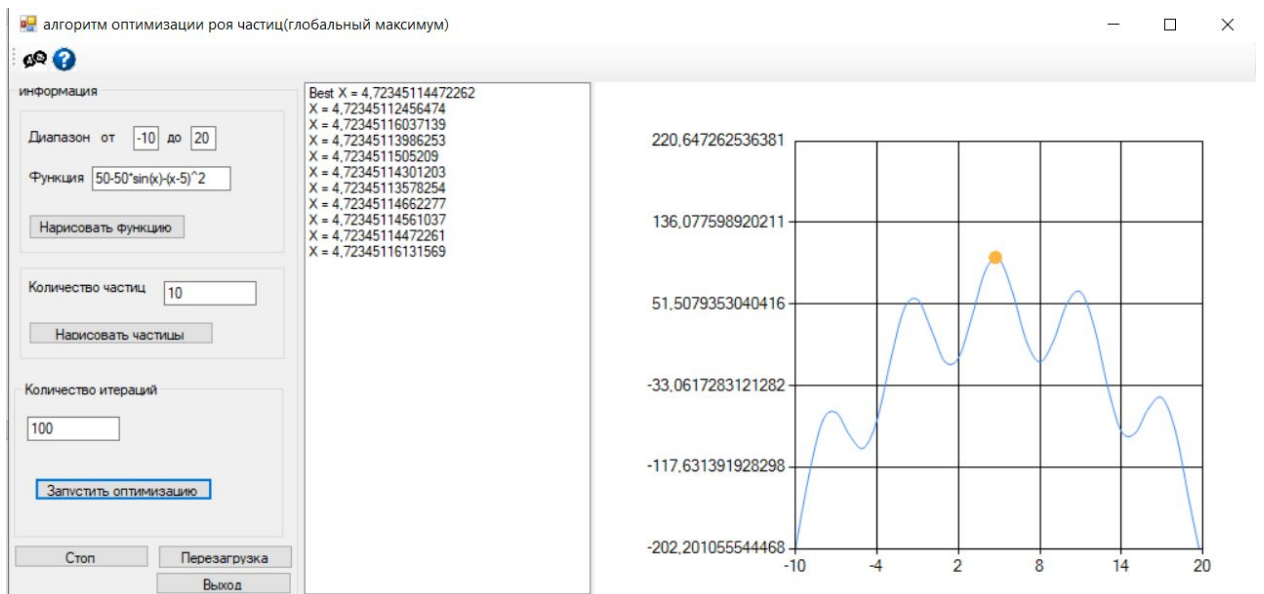 алгоритм оптимизации роя частиц(глобальный максимум)
информация
Диапазон от -10 до 20
Функция 50-50*sin(x)-(x-5)^2
Нарисовать функцию
Количество частиц 10
Нарисовать частицы
Количество итераций
100
Запустить оптимизацию
Стоп Перезагрузка
Выход
Best X = 4,72345114472262
X = 4,72345112456474
X = 4,72345116037139
X = 4,72345113986253
X = 4,7234511505209
X = 4,72345114301203
X = 4,72345113578254
X = 4,72345114662277
X = 4,72345114561037
X = 4,72345114472261
X = 4,72345116131569
220,647262536381
136,077598920211
51,5079353040416
-33,0617283121282
-117,631391928298
-202,201055544468
-10 -4 2 8 14 20